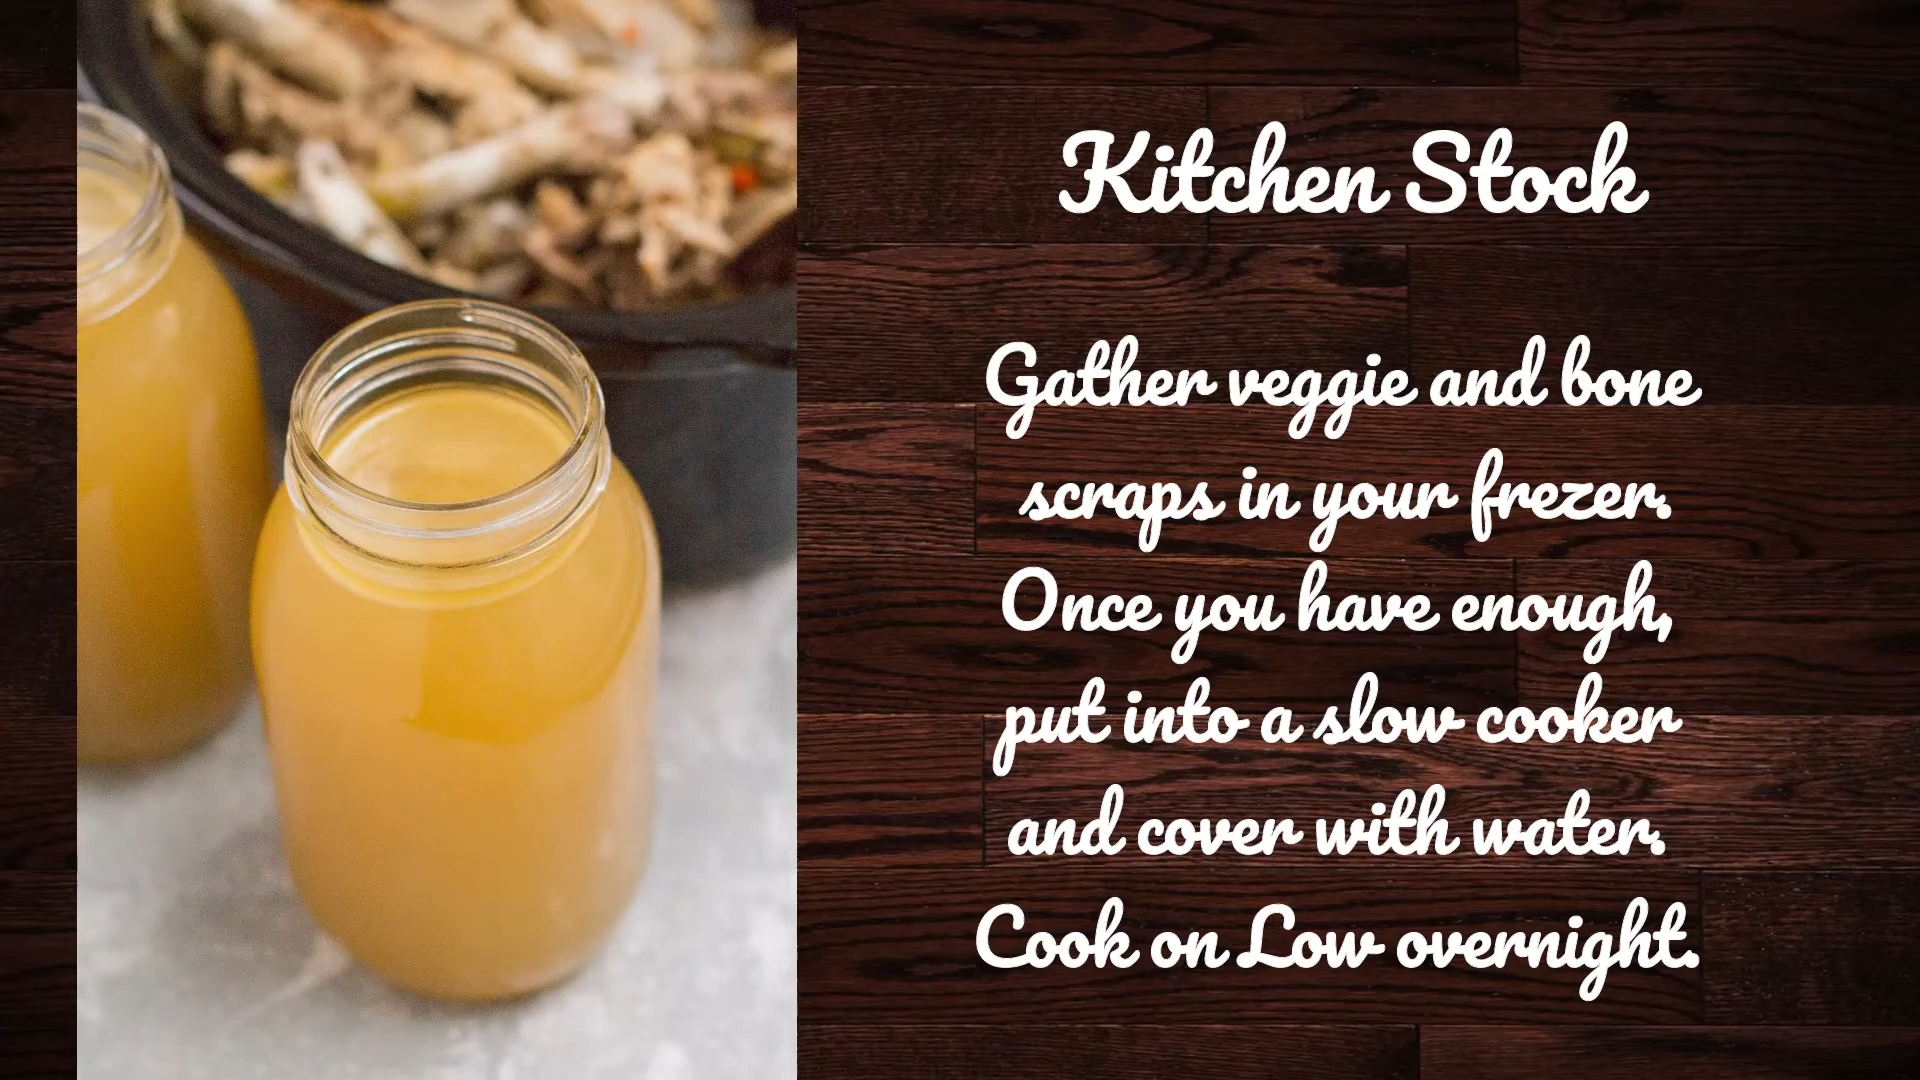 Kitchen Stock
Gather veggie and bone
scraps in your frezer.
Once you have enough,
put into a slow cooker
and cover with water.
Cook on Low overnight.